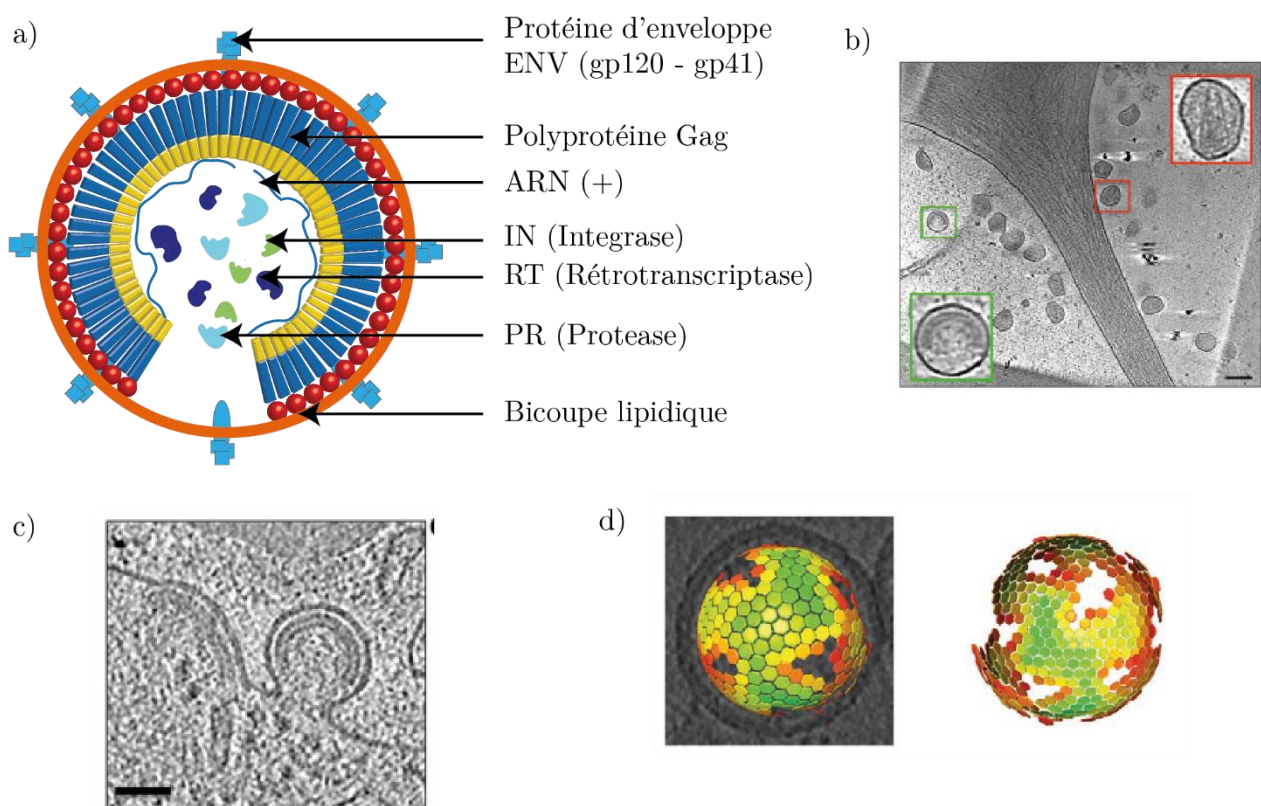 a)
Protéine d'enveloppe
ENV (gp120 - gp41)
Polyprotéine Gag
ARN (+)
IN (Integrase)
RT (Rétrotranscriptase)
PR (Protease)
Bicoupe lipidique
b)
c)
d)